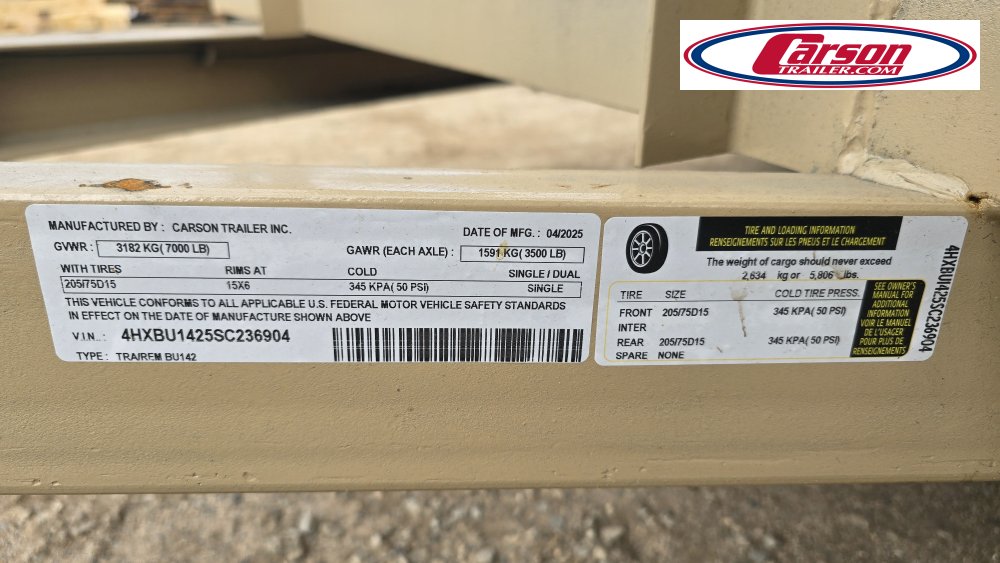 Carson
TRAILER.COM
MANUFACTURED BY : CARSON TRAILER INC.
DATE OF MFG. : 04/2025
GVWR : 3182 KG( 7000 LB)
GAWR (EACH AXLE) : 1591 KG( 3500 LB)
WITH TIRES RIMS AT COLD SINGLE / DUAL
205/75D15 15X6 345 KPA( 50 PSI) SINGLE
THIS VEHICLE CONFORMS TO ALL APPLICABLE U.S. FEDERAL MOTOR VEHICLE SAFETY STANDARDS
IN EFFECT ON THE DATE OF MANUFACTURE SHOWN ABOVE
V.I.N. : 4HXBU1425SC236904
TYPE : TRAIREM BU142
TIRE AND LOADING INFORMATION
RENSEIGNEMENTS SUR LES PNEUS ET LE CHARGEMENT
The weight of cargo should never exceed
2,634 kg or 5,806 lbs.
TIRE SIZE COLD TIRE PRESS.
FRONT 205/75D15 345 KPA( 50 PSI)
INTER
REAR 205/75D15 345 KPA( 50 PSI)
SPARE NONE
SEE OWNER'S
MANUAL FOR
ADDITIONAL
INFORMATION
VOIR LE MANUEL
DE L'USAGER
POUR PLUS DE
RENSEIGNEMENTS
4HXBU1425SC236904